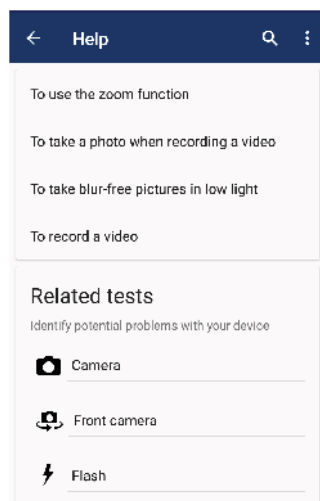 Help
To use the zoom function
To take a photo when recording a video
To take blur-free pictures in low light
To record a video
Related tests
Identify potential problems with your device
Camera
Front camera
Flash